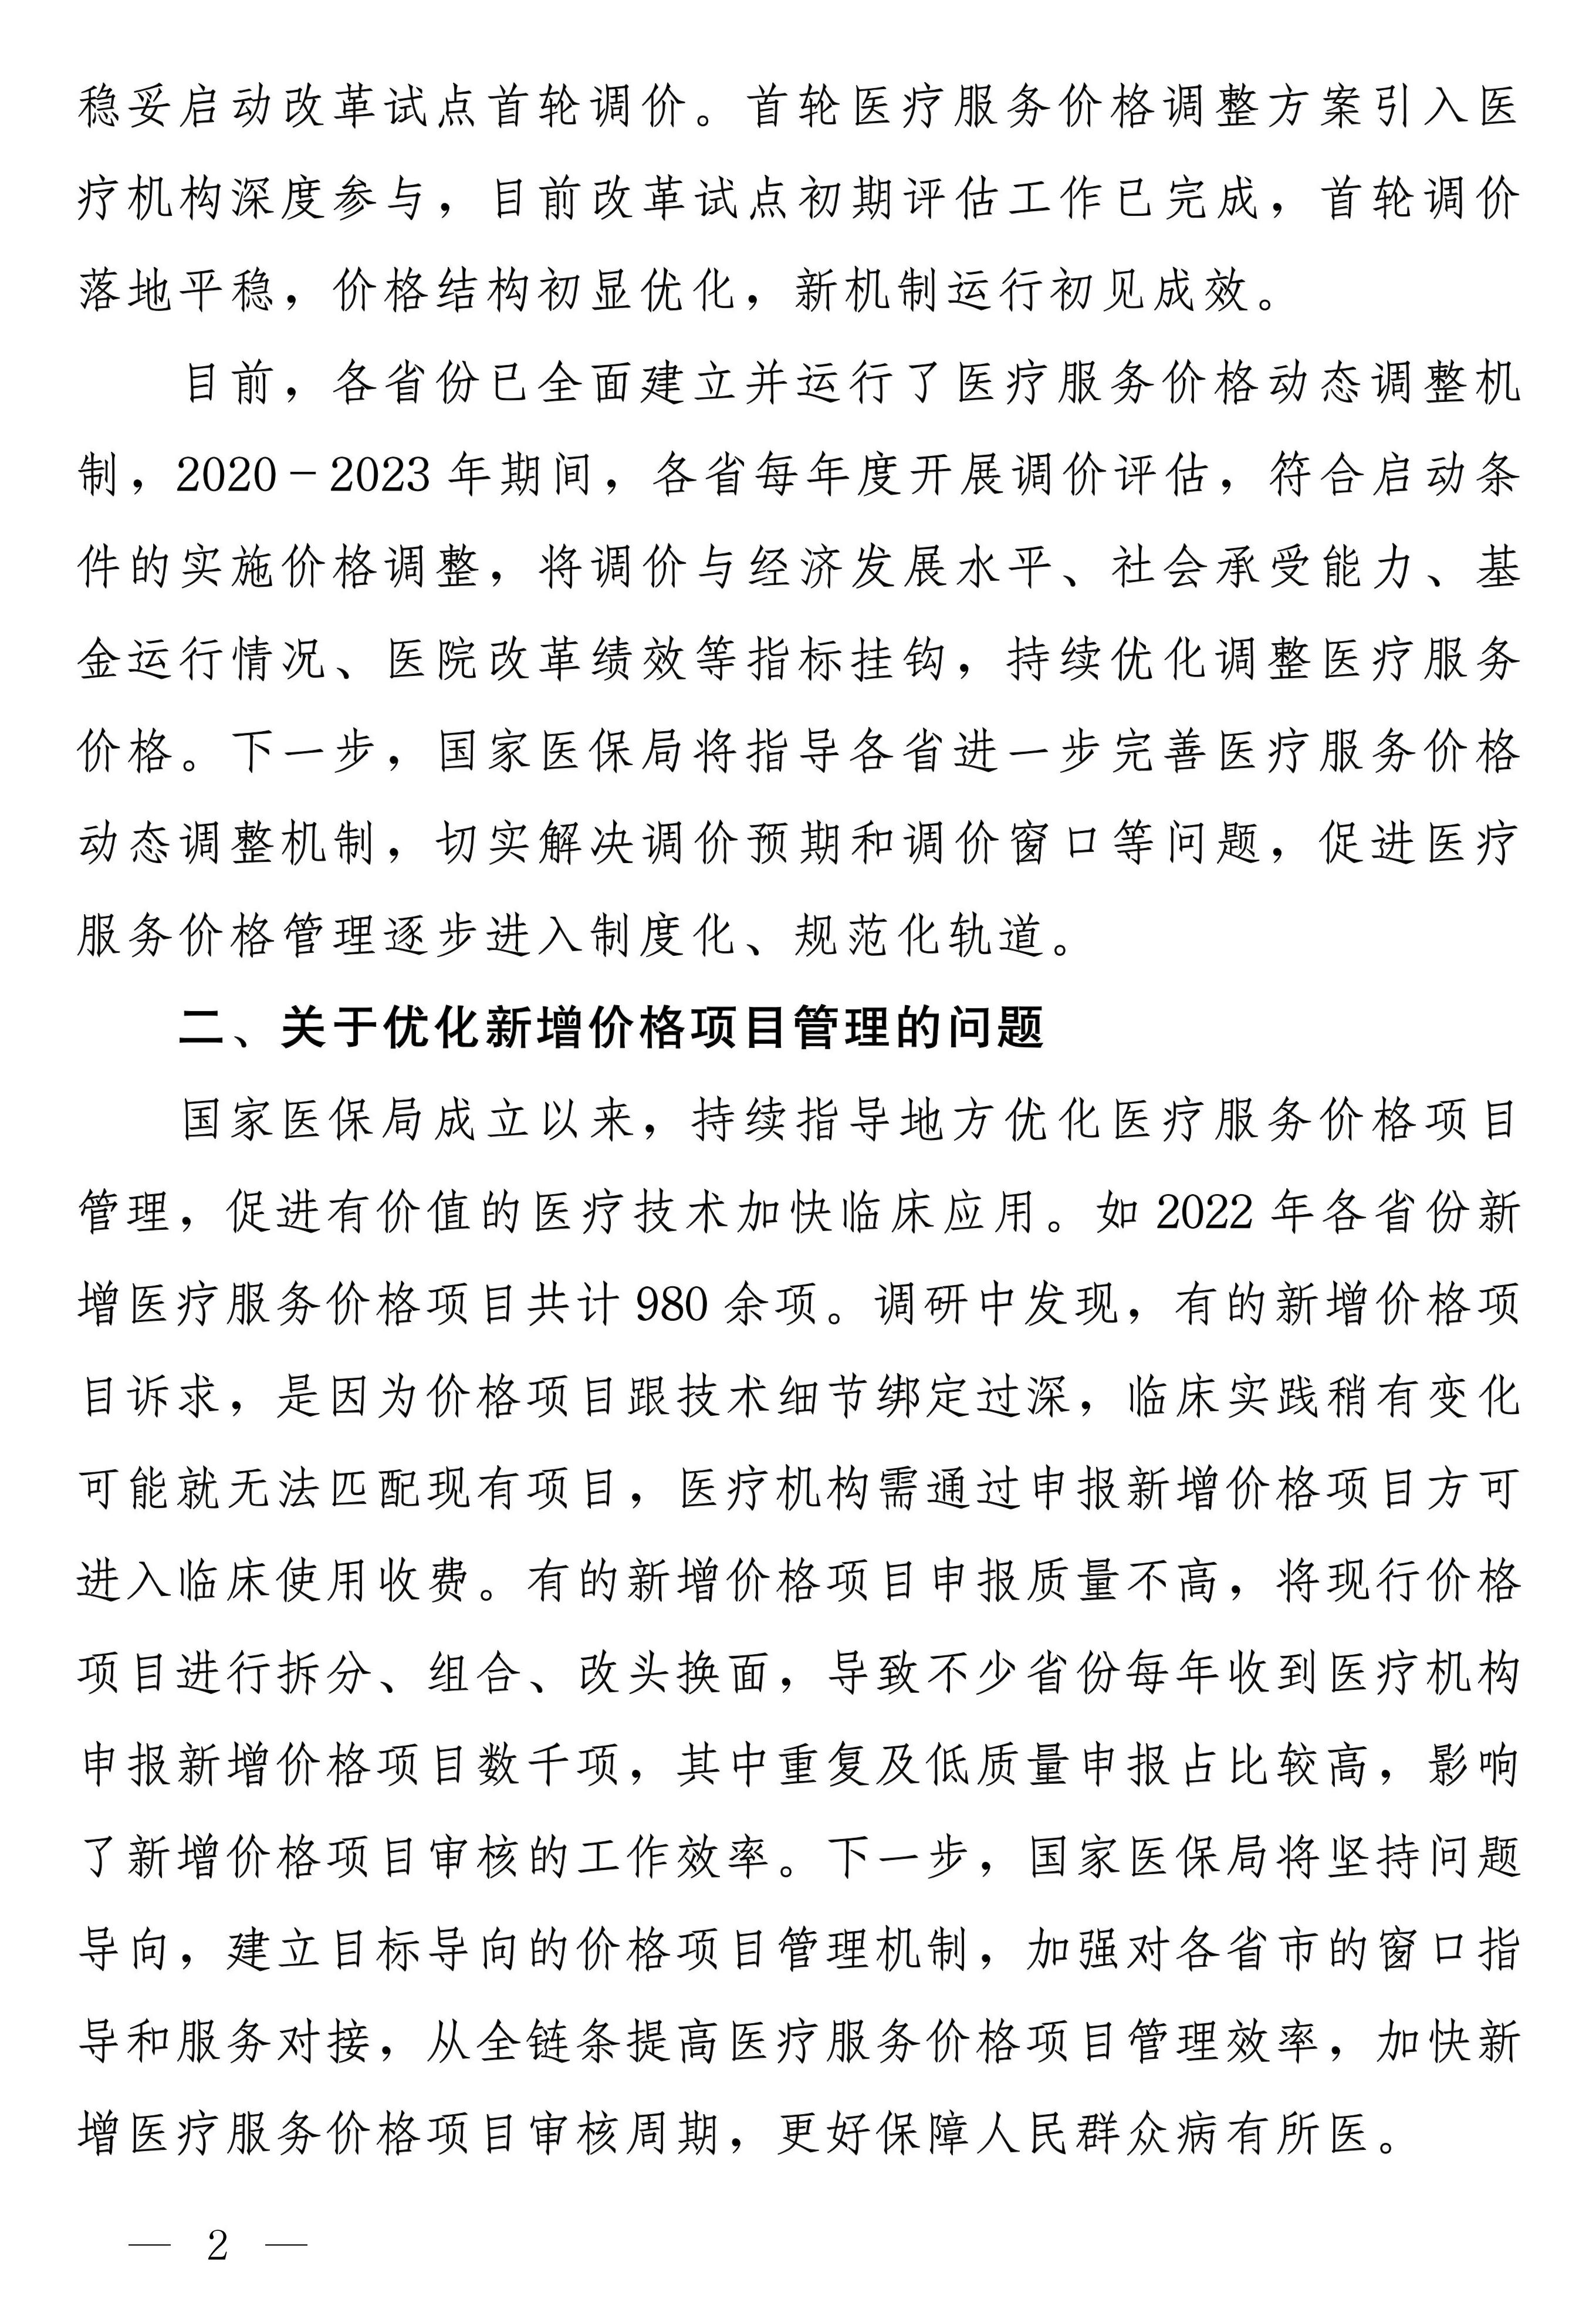 稳妥启动改革试点首轮调价。首轮医疗服务价格调整方案引入医
疗机构深度参与，目前改革试点初期评估工作已完成，首轮调价
落地平稳，价格结构初显优化，新机制运行初见成效。
目前，各省份已全面建立并运行了医疗服务价格动态调整机
制，2020－2023 年期间，各省每年度开展调价评估，符合启动条
件的实施价格调整，将调价与经济发展水平、社会承受能力、基
金运行情况、医院改革绩效等指标挂钩，持续优化调整医疗服务
价格。下一步，国家医保局将指导各省进一步完善医疗服务价格
动态调整机制，切实解决调价预期和调价窗口等问题，促进医疗
服务价格管理逐步进入制度化、规范化轨道。
二、关于优化新增价格项目管理的问题
国家医保局成立以来，持续指导地方优化医疗服务价格项目
管理，促进有价值的医疗技术加快临床应用。如 2022 年各省份新
增医疗服务价格项目共计 980 余项。调研中发现，有的新增价格项
目诉求，是因为价格项目跟技术细节绑定过深，临床实践稍有变化
可能就无法匹配现有项目，医疗机构需通过申报新增价格项目方可
进入临床使用收费。有的新增价格项目申报质量不高，将现行价格
项目进行拆分、组合、改头换面，导致不少省份每年收到医疗机构
申报新增价格项目数千项，其中重复及低质量申报占比较高，影响
了新增价格项目审核的工作效率。下一步，国家医保局将坚持问题
导向，建立目标导向的价格项目管理机制，加强对各省市的窗口指
导和服务对接，从全链条提高医疗服务价格项目管理效率，加快新
增医疗服务价格项目审核周期，更好保障人民群众病有所医。
— 2 —